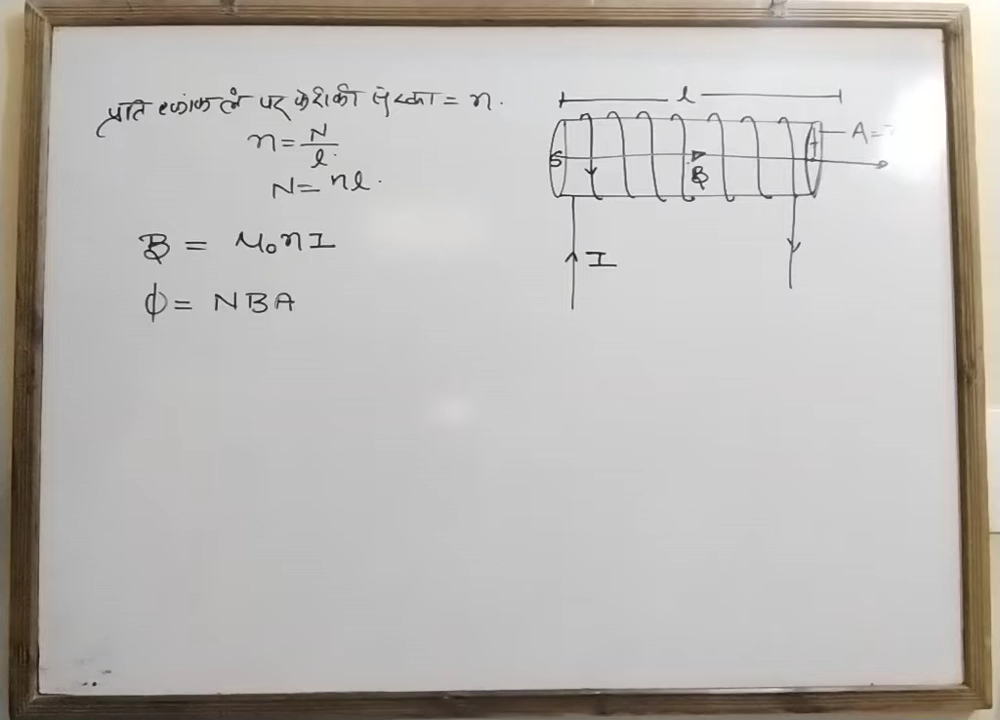 प्रति एकांक लं पर फेरो की संख्या = n.
n = N/l
N = nl.
B = μ₀nI
ϕ = NBA
l
A =
S
B
I